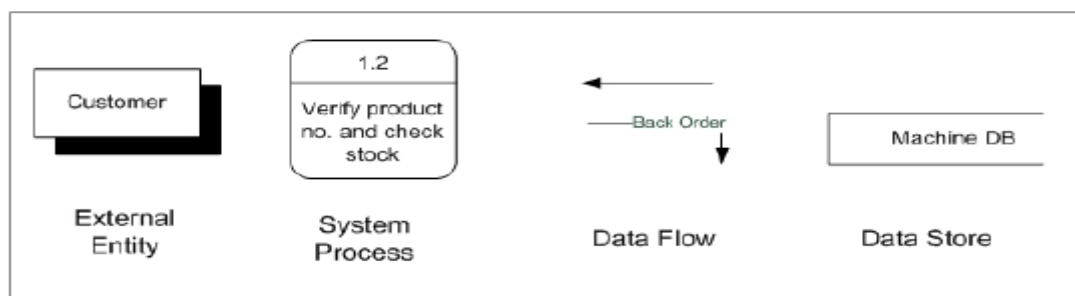 Customer
1.2
Verify product
no. and check
stock
Back Order
Machine DB
External
Entity
System
Process
Data Flow
Data Store